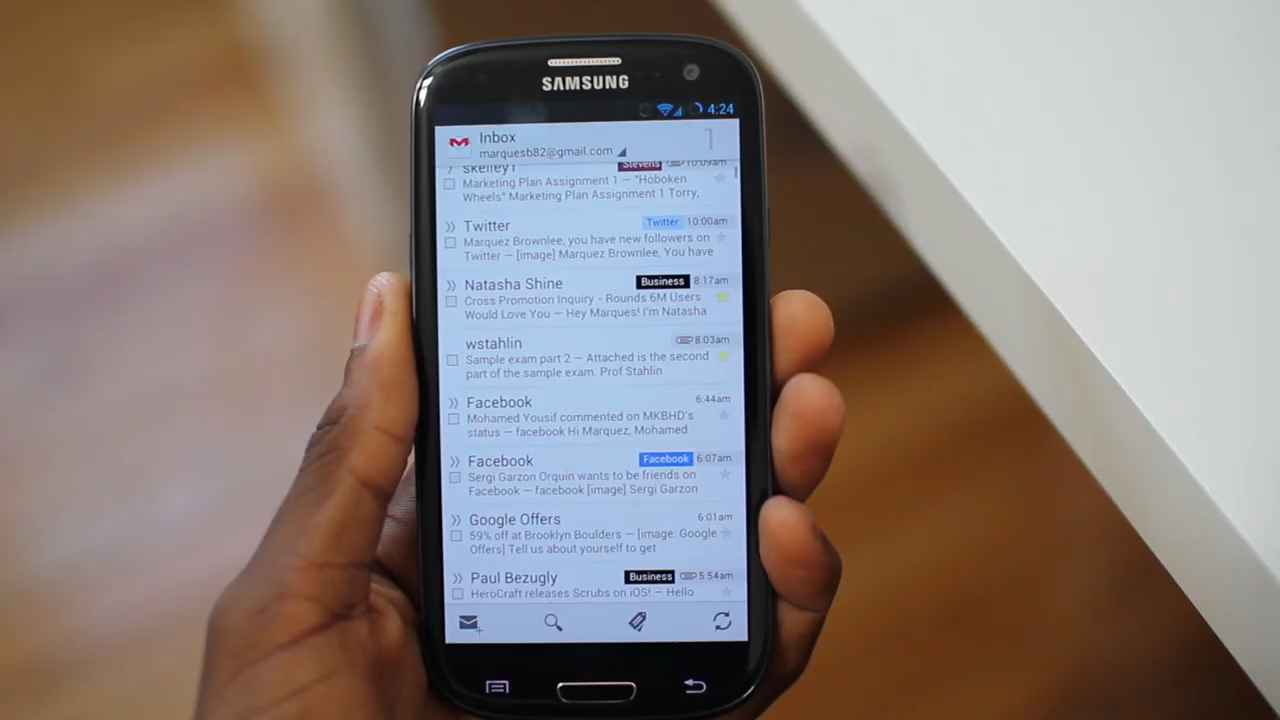 SAMSUNG
4:24
Inbox 1
marquesb82@gmail.com
skelley1 Stevens 10:09am
Marketing Plan Assignment 1 — "Hoboken
Wheels" Marketing Plan Assignment 1 Torry,
Twitter Twitter 10:00am
Marquez Brownlee, you have new followers on
Twitter — [image] Marquez Brownlee, You have
Natasha Shine Business 8:17am
Cross Promotion Inquiry - Rounds 6M Users
Would Love You — Hey Marques! I'm Natasha
wstahlin 8:03am
Sample exam part 2 — Attached is the second
part of the sample exam. Prof Stahlin
Facebook 6:44am
Mohamed Yousif commented on MKBHD's
status — facebook Hi Marquez, Mohamed
Facebook Facebook 6:07am
Sergi Garzon Orquin wants to be friends on
Facebook — facebook [image] Sergi Garzon
Google Offers 6:01am
59% off at Brooklyn Boulders — [image: Google
Offers] Tell us about yourself to get
Paul Bezugly Business 5:54am
HeroCraft releases Scrubs on iOS! — Hello